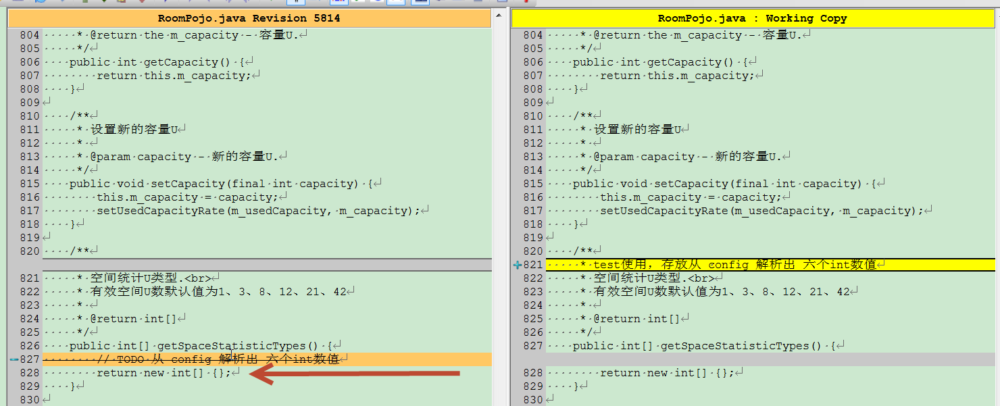 RoomPojo.java Revision 5814
804 * @return the m_capacity - 容量U.
805 */
806 public int getCapacity() {
807 return this.m_capacity;
808 }
809
810 /**
811 * 设置新的容量U
812 *
813 * @param capacity - 新的容量U.
814 */
815 public void setCapacity(final int capacity) {
816 this.m_capacity = capacity;
817 setUsedCapacityRate(m_usedCapacity, m_capacity);
818 }
819
820 /**
821 * 空间统计U类型.<br>
822 * 有效空间U数默认值为1、3、8、12、21、42
823 *
824 * @return int[]
825 */
826 public int[] getSpaceStatisticTypes() {
827 // TODO 从 config 解析出 六个int数值
828 return new int[] {};
829 }
830
RoomPojo.java : Working Copy
804 * @return the m_capacity - 容量U.
805 */
806 public int getCapacity() {
807 return this.m_capacity;
808 }
809
810 /**
811 * 设置新的容量U
812 *
813 * @param capacity - 新的容量U.
814 */
815 public void setCapacity(final int capacity) {
816 this.m_capacity = capacity;
817 setUsedCapacityRate(m_usedCapacity, m_capacity);
818 }
819
820 /**
821 * test使用，存放从 config 解析出 六个int数值
822 * 空间统计U类型.<br>
823 * 有效空间U数默认值为1、3、8、12、21、42
824 *
825 * @return int[]
826 */
827 public int[] getSpaceStatisticTypes() {
828 return new int[] {};
829 }
830